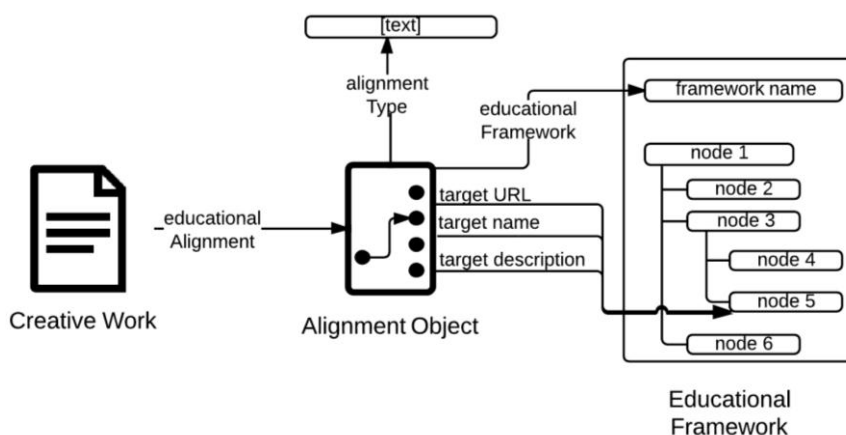 [text]
alignment
Type
educational
Framework
framework name
node 1
node 2
node 3
node 4
node 5
node 6
educational
Alignment
target URL
target name
target description
Creative Work
Alignment Object
Educational
Framework